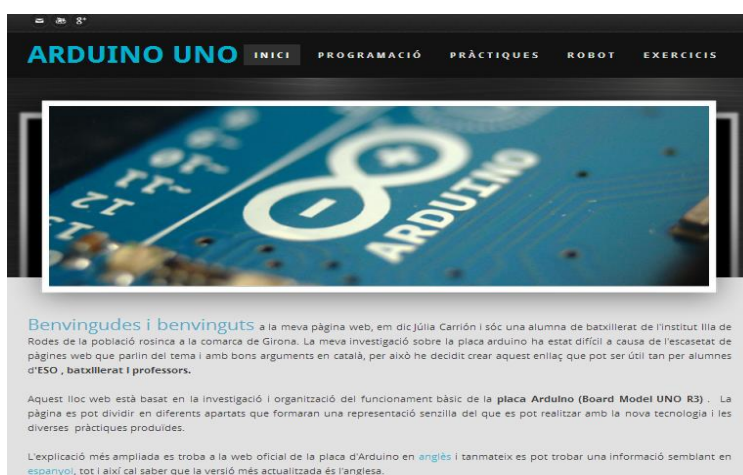 ARDUINO UNO INICI PROGRAMACIÓ PRÀCTIQUES ROBOT EXERCICIS
~11
12
13
ARDUINO
Benvingudes i benvinguts a la meva pàgina web, em dic Júlia Carrión i sóc una alumna de batxillerat de l'institut Illa de
Rodes de la població rosinca a la comarca de Girona. La meva investigació sobre la placa arduino ha estat difícil a causa de l'escasetat de
pàgines web que parlin del tema i amb bons arguments en català, per això he decidit crear aquest enllaç que pot ser útil tan per alumnes
d'ESO , batxillerat i professors.
Aquest lloc web està basat en la investigació i organització del funcionament bàsic de la placa Arduino (Board Model UNO R3) . La
pàgina es pot dividir en diferents apartats que formaran una representació senzilla del que es pot realitzar amb la nova tecnologia i les
diverses pràctiques produïdes.
L'explicació més ampliada es troba a la web oficial de la placa d'Arduino en anglès i tanmateix es pot trobar una informació semblant en
espanyol, tot i així cal saber que la versió més actualitzada és l'anglesa.